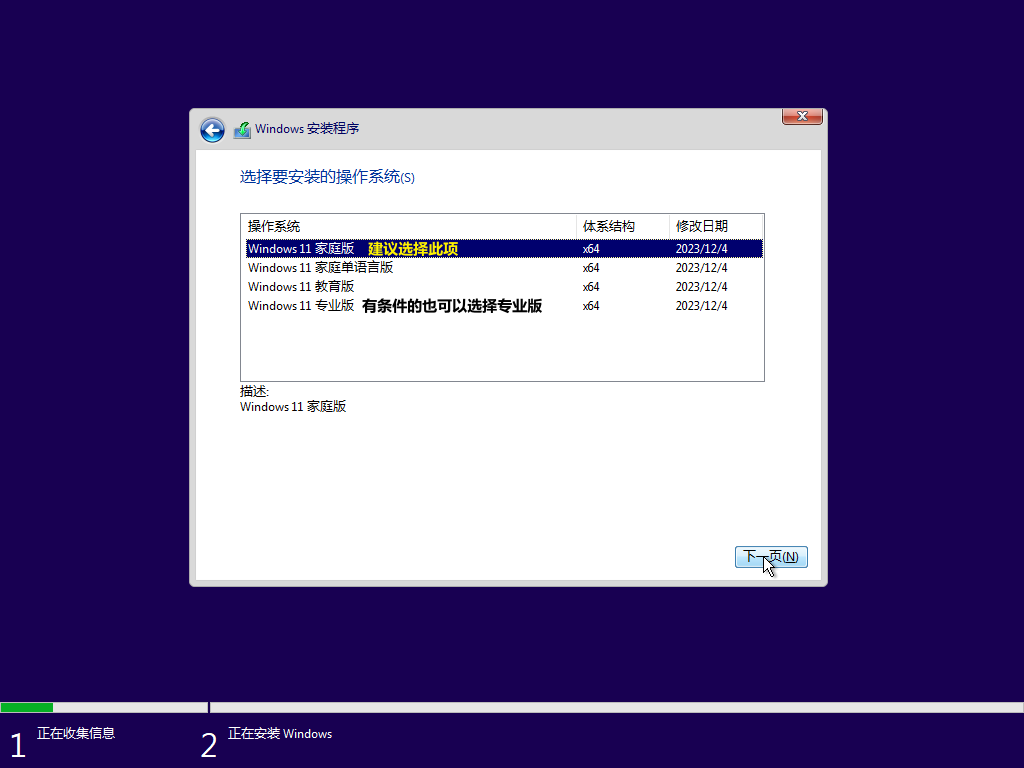 Windows 安装程序
选择要安装的操作系统(S)
操作系统 体系结构 修改日期
Windows 11 家庭版 建议选择此项 x64 2023/12/4
Windows 11 家庭单语言版 x64 2023/12/4
Windows 11 教育版 x64 2023/12/4
Windows 11 专业版 有条件的也可以选择专业版 x64 2023/12/4
描述:
Windows 11 家庭版
下一页(N)
1 正在收集信息 2 正在安装 Windows